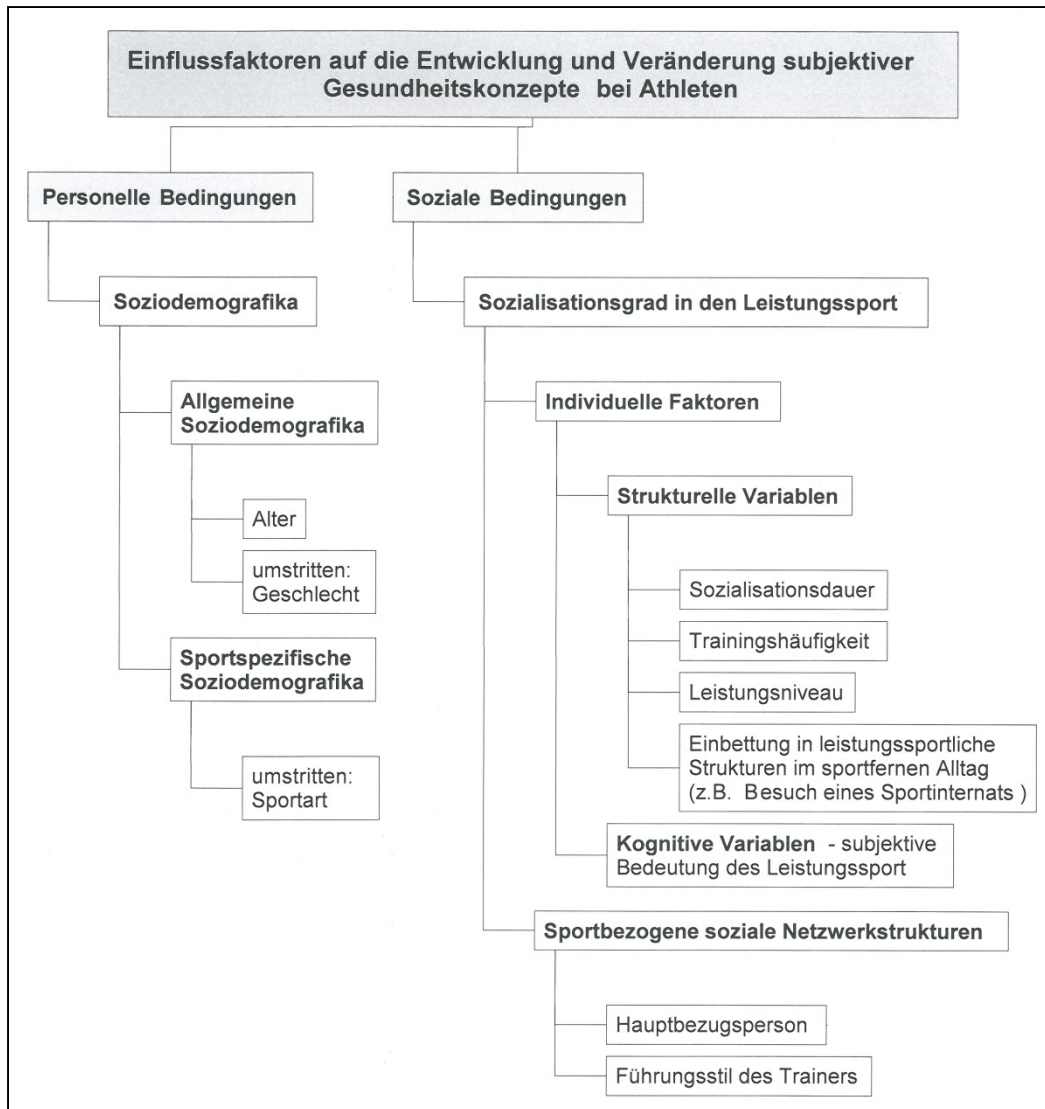 Einflussfaktoren auf die Entwicklung und Veränderung subjektiver
Gesundheitskonzepte bei Athleten
Personelle Bedingungen
Soziale Bedingungen
Soziodemografika
Sozialisationsgrad in den Leistungssport
Allgemeine
Soziodemografika
Individuelle Faktoren
Strukturelle Variablen
Alter
umstritten:
Geschlecht
Sozialisationsdauer
Trainingshäufigkeit
Sportspezifische
Soziodemografika
Leistungsniveau
Einbettung in leistungssportliche
Strukturen im sportfernen Alltag
(z.B. Besuch eines Sportinternats )
umstritten:
Sportart
Kognitive Variablen - subjektive
Bedeutung des Leistungssport
Sportbezogene soziale Netzwerkstrukturen
Hauptbezugsperson
Führungsstil des Trainers